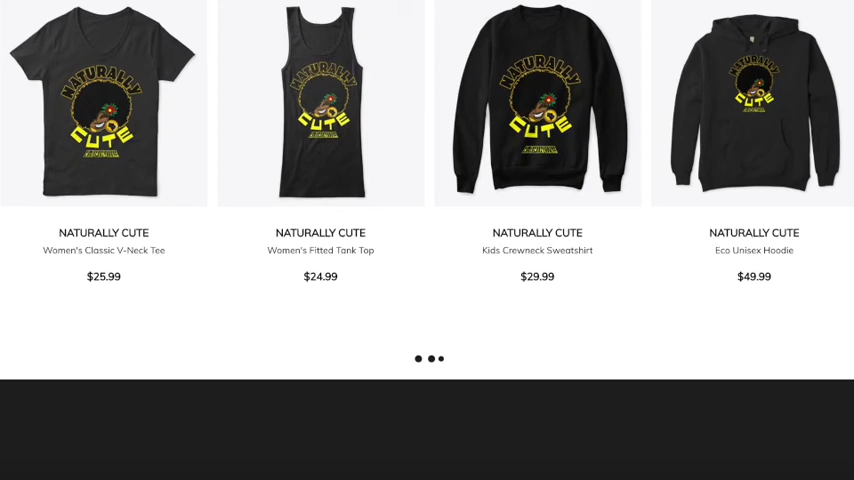 NATURALLY
CUTE
NATURALLY
CUTE
NATURALLY
CUTE
NATURALLY
CUTE
NATURALLY CUTE
Women's Classic V-Neck Tee
$25.99
NATURALLY CUTE
Women's Fitted Tank Top
$24.99
NATURALLY CUTE
Kids Crewneck Sweatshirt
$29.99
NATURALLY CUTE
Eco Unisex Hoodie
$49.99